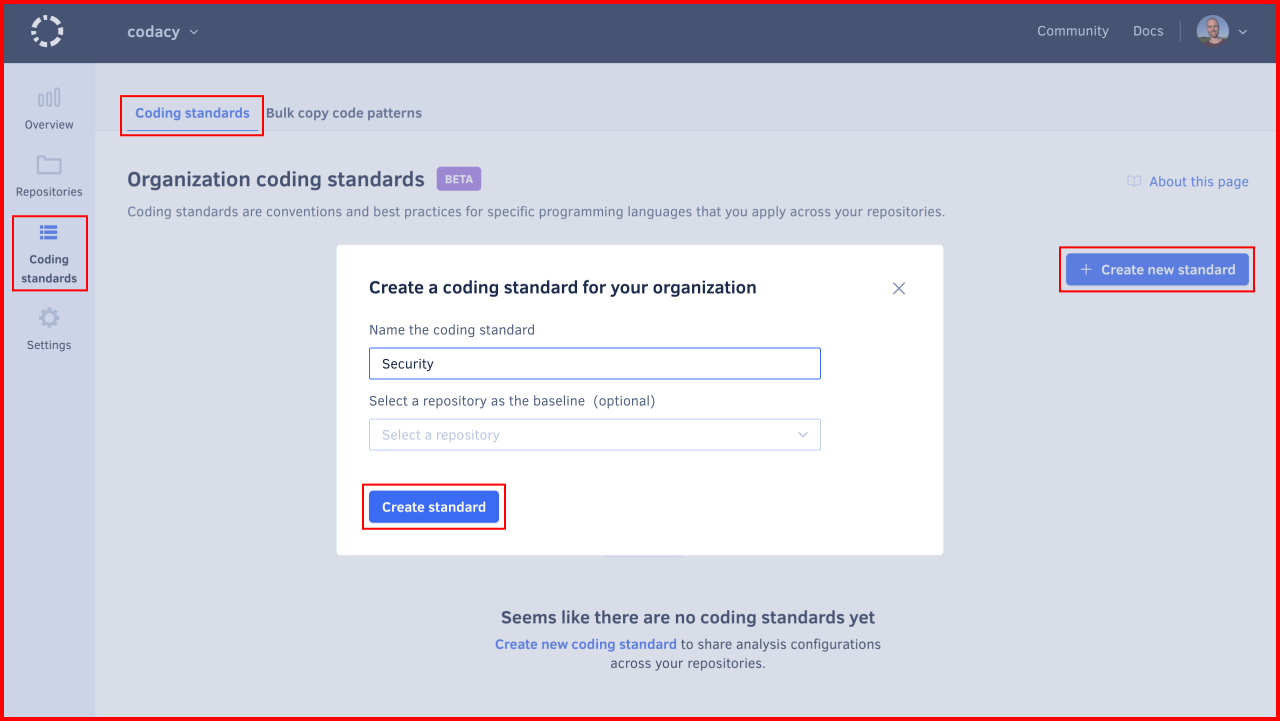 codacy
Community
Docs
Overview
Repositories
Coding
standards
Settings
Coding standards
Bulk copy code patterns
Organization coding standards
BETA
About this page
Coding standards are conventions and best practices for specific programming languages that you apply across your repositories.
+ Create new standard
Create a coding standard for your organization
Name the coding standard
Security
Select a repository as the baseline (optional)
Select a repository
Create standard
Seems like there are no coding standards yet
Create new coding standard to share analysis configurations
across your repositories.